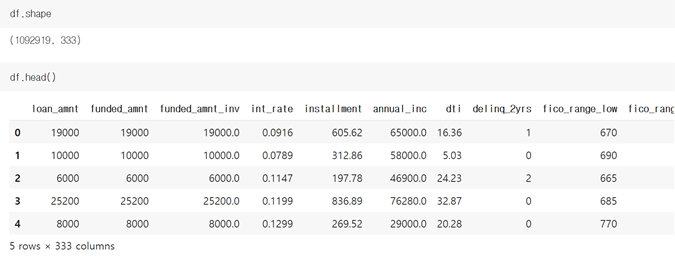 df.shape
(1092919, 333)
df.head()
loan_amnt funded_amnt funded_amnt_inv int_rate installment annual_inc dti delinq_2yrs fico_range_low fico_rang
0 19000 19000 19000.0 0.0916 605.62 65000.0 16.36 1 670
1 10000 10000 10000.0 0.0789 312.86 58000.0 5.03 0 690
2 6000 6000 6000.0 0.1147 197.78 46900.0 24.23 2 665
3 25200 25200 25200.0 0.1199 836.89 76280.0 32.87 0 685
4 8000 8000 8000.0 0.1299 269.52 29000.0 20.28 0 770
5 rows × 333 columns